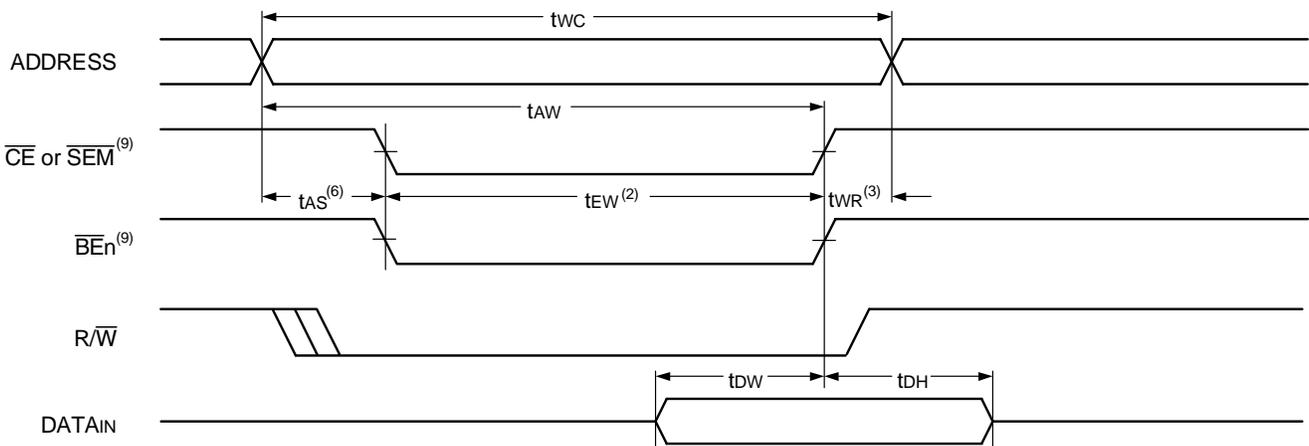 tWC
ADDRESS
tAW
CE or SEM(9)
tAS(6) tEW(2) tWR(3)
BEn(9)
R/W
tDW tDH
DATAIN